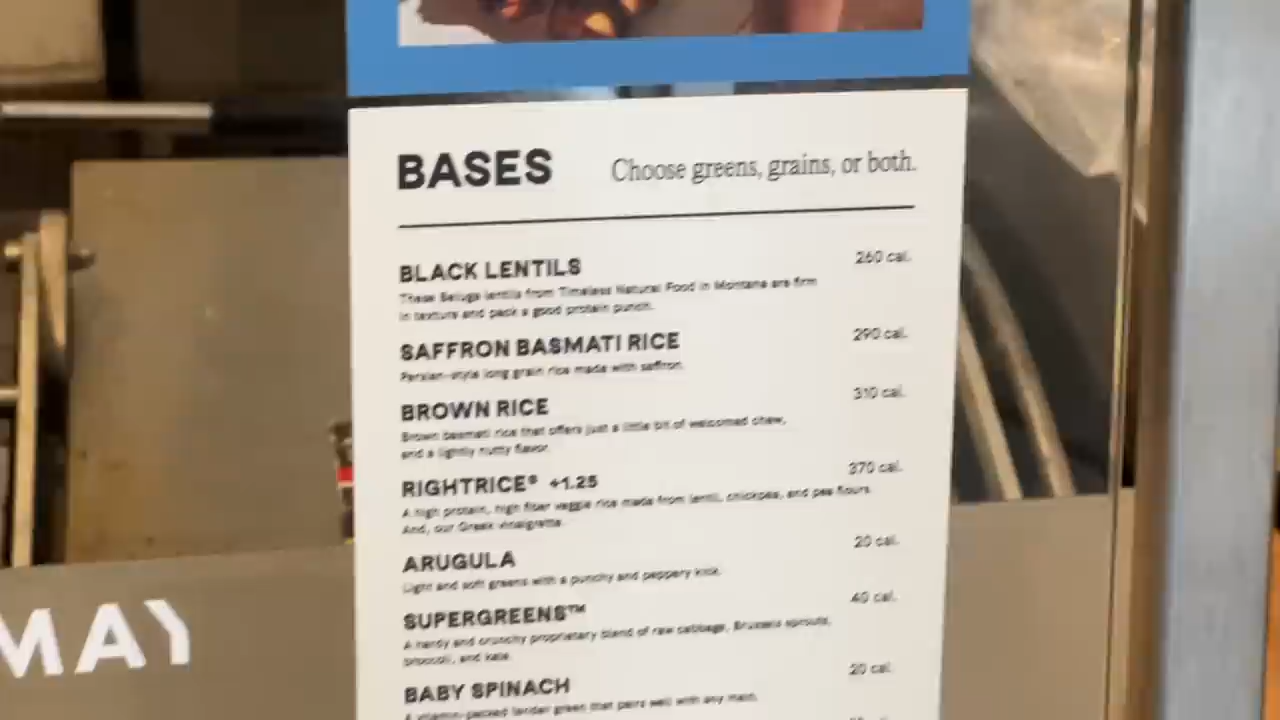 BASES Choose greens, grains, or both.
BLACK LENTILS 260 cal.
These Beluga lentils from Timeless Natural Food in Montana are firm
in texture and pack a good protein punch.
SAFFRON BASMATI RICE 290 cal.
Persian-style long grain rice made with saffron.
BROWN RICE 310 cal.
Brown basmati rice that offers just a little bit of welcomed chew,
and a lightly nutty flavor.
RIGHTRICE® +1.25 370 cal.
A high protein, high fiber veggie rice made from lentil, chickpea, and pea flours.
And, our Greek vinaigrette.
ARUGULA 20 cal.
Light and soft greens with a punchy and peppery kick.
SUPERGREENS™ 40 cal.
A hardy and crunchy proprietary blend of raw cabbage, Brussels sprouts,
broccoli, and kale.
BABY SPINACH 20 cal.
A vitamin-packed tender green that pairs well with any main.
MAY